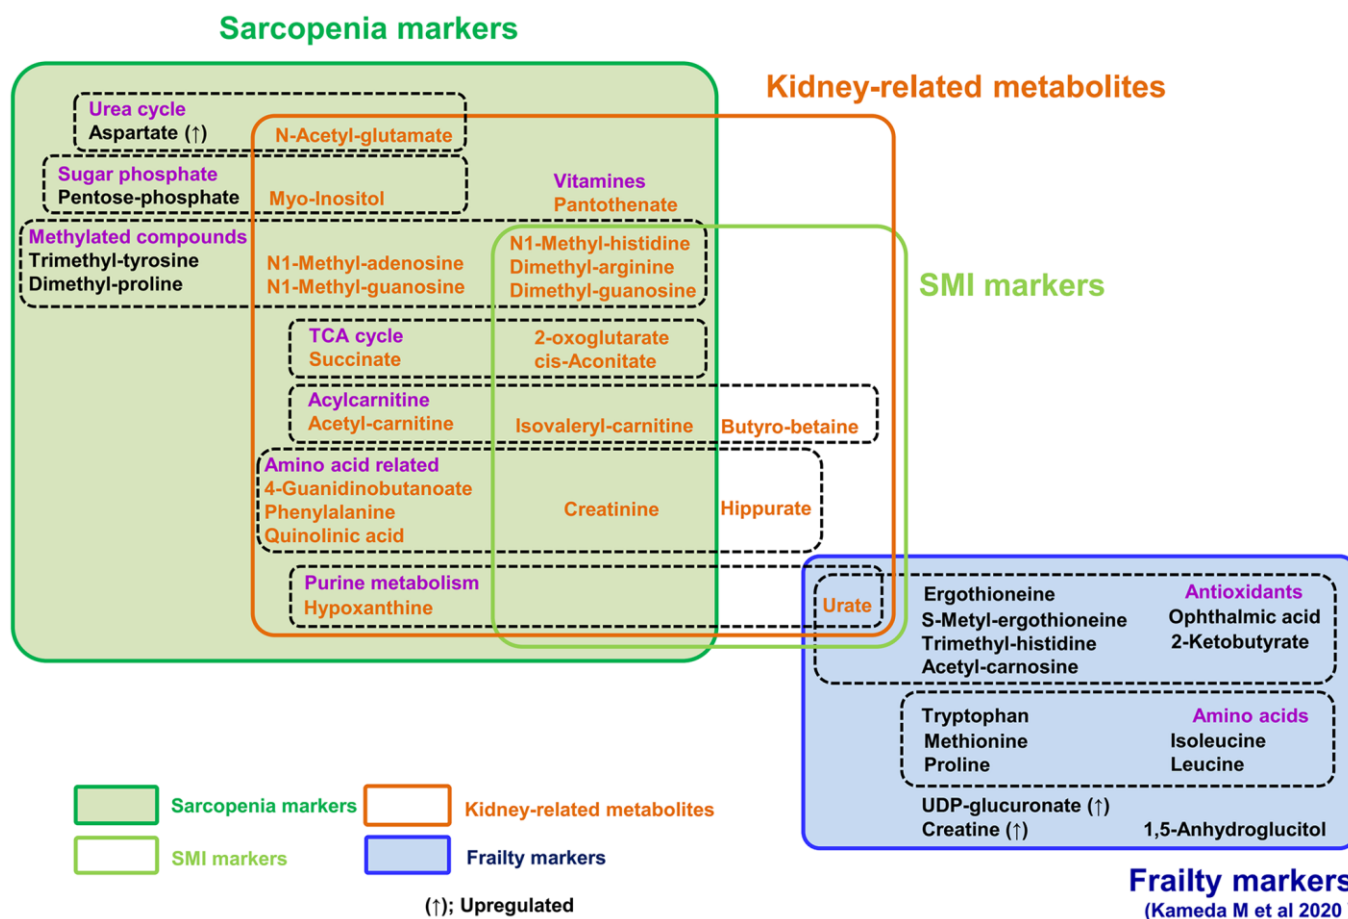 Sarcopenia markers
Kidney-related metabolites
Urea cycle
Aspartate (↑) N-Acetyl-glutamate
Sugar phosphate
Pentose-phosphate Myo-Inositol
Vitamines
Pantothenate
Methylated compounds
Trimethyl-tyrosine
Dimethyl-proline
N1-Methyl-adenosine
N1-Methyl-guanosine
N1-Methyl-histidine
Dimethyl-arginine
Dimethyl-guanosine
SMI markers
TCA cycle
Succinate
2-oxoglutarate
cis-Aconitate
Acylcarnitine
Acetyl-carnitine Isovaleryl-carnitine Butyro-betaine
Amino acid related
4-Guanidinobutanoate
Phenylalanine
Quinolinic acid
Creatinine Hippurate
Purine metabolism
Hypoxanthine
Urate
Ergothioneine
S-Metyl-ergothioneine
Trimethyl-histidine
Acetyl-carnosine
Antioxidants
Ophthalmic acid
2-Ketobutyrate
Tryptophan
Methionine
Proline
Amino acids
Isoleucine
Leucine
UDP-glucuronate (↑)
Creatine (↑) 1,5-Anhydroglucitol
Frailty markers
(Kameda M et al 2020
Sarcopenia markers
Kidney-related metabolites
SMI markers
Frailty markers
(↑); Upregulated